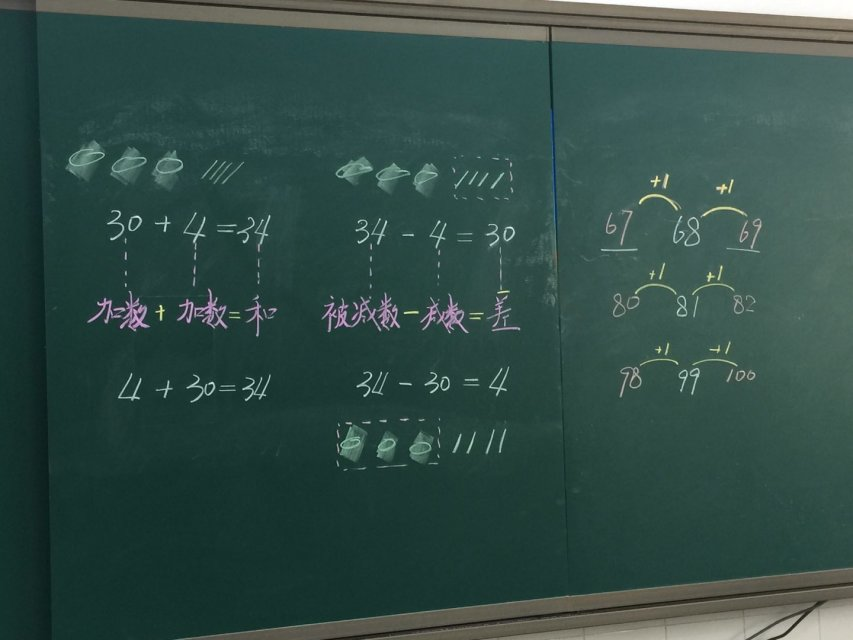 30 + 4 = 34
加数 + 加数 = 和
4 + 30 = 34
34 - 4 = 30
被减数 - 减数 = 差
34 - 30 = 4
+1 +1
67 68 69
+1 +1
80 81 82
+1 +1
98 99 100